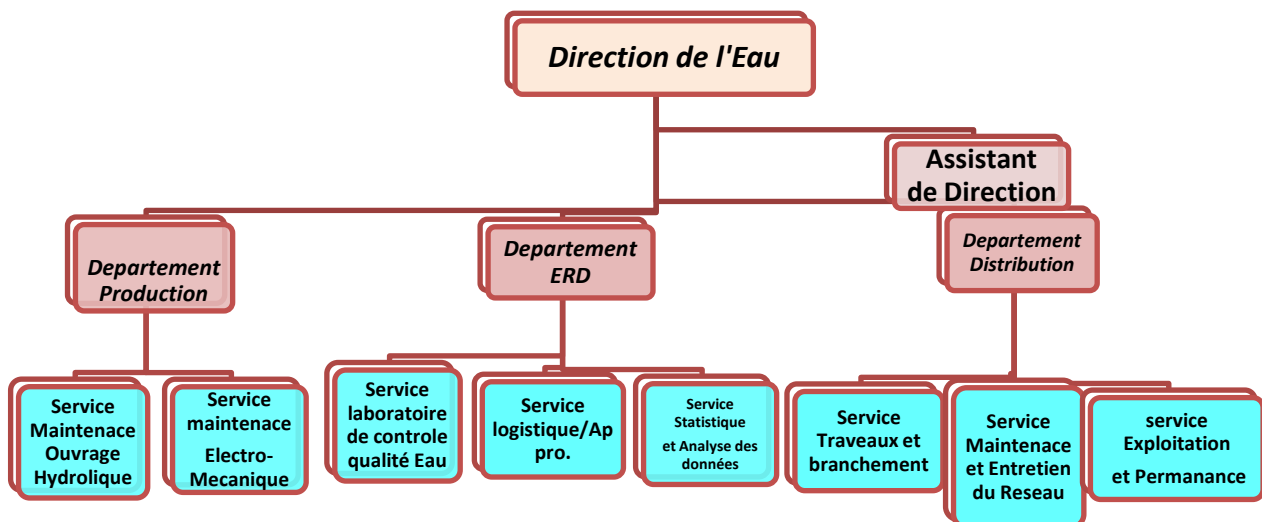 Direction de l'Eau
Assistant
de Direction
Departement
Production
Departement
ERD
Departement
Distribution
Service
Maintenace
Ouvrage
Hydrolique
Service
maintenace
Electro-
Mecanique
Service
laboratoire
de controle
qualité Eau
Service
logistique/Ap
pro.
Service
Statistique
et Analyse des
données
Service
Traveaux et
branchement
Service
Maintenace
et Entretien
du Reseau
service
Exploitation
et Permanance